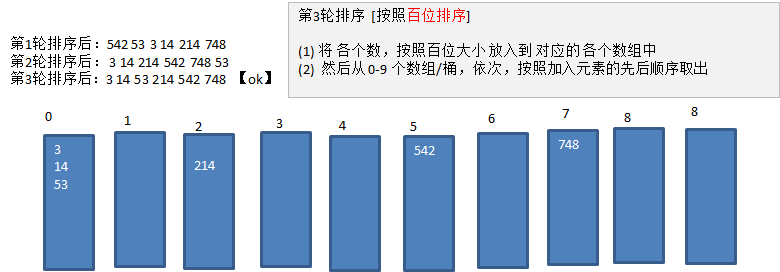 第1轮排序后：542 53 3 14 214 748
第2轮排序后： 3 14 214 542 748 53
第3轮排序后：3 14 53 214 542 748 【ok】
第3轮排序 [按照百位排序]
(1) 将 各个数，按照百位大小 放入到 对应的 各个数组中
(2) 然后从0-9 个数组/桶，依次，按照加入元素的先后顺序取出
0 1 2 3 4 5 6 7 8 8
3
14
53
214
542
748